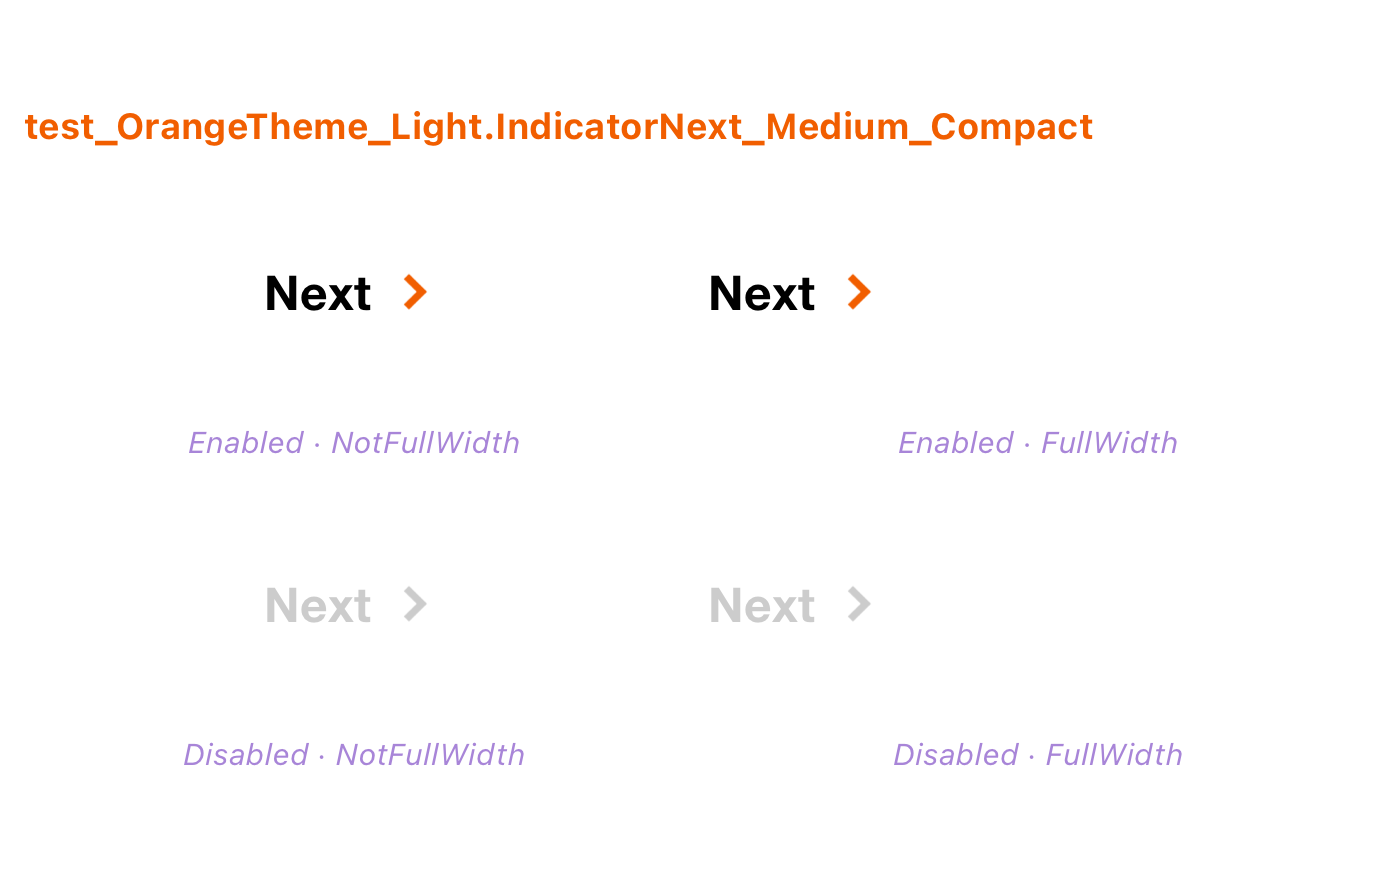 test_OrangeTheme_Light.IndicatorNext_Medium_Compact
Next Next
Enabled · NotFullWidth Enabled · FullWidth
Next Next
Disabled · NotFullWidth Disabled · FullWidth